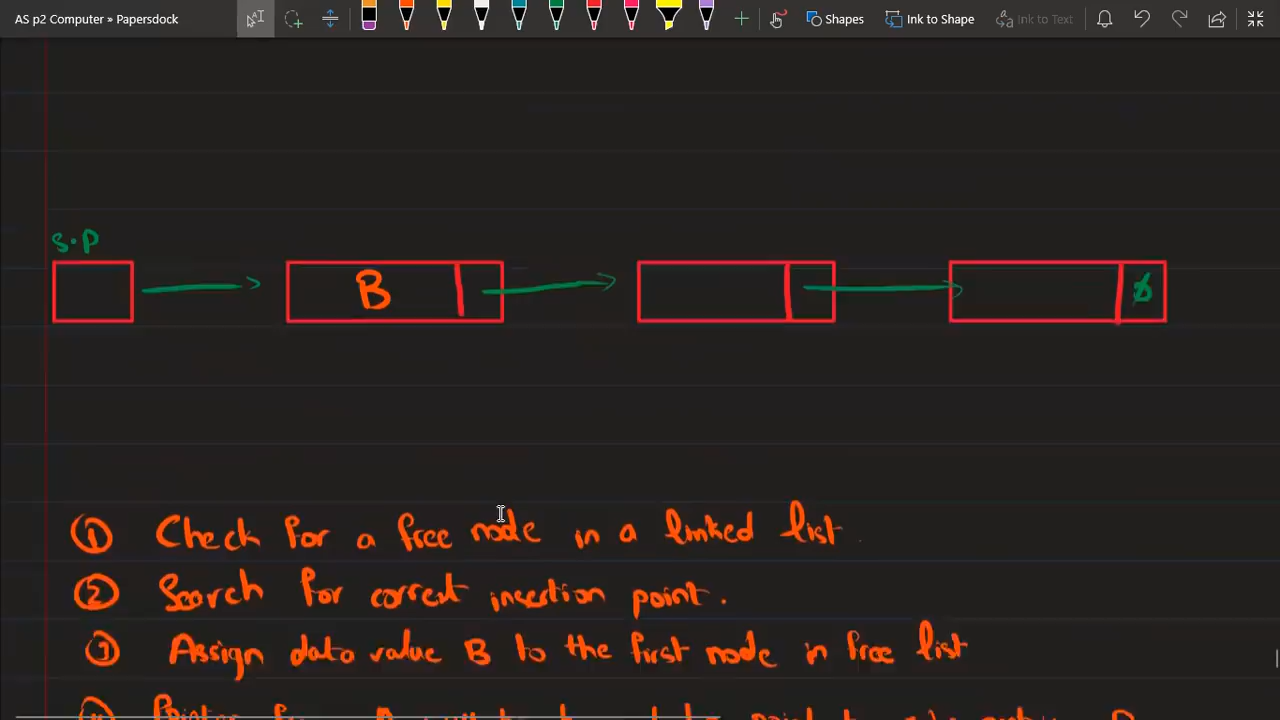 AS p2 Computer » Papersdock
Shapes
Ink to Shape
Ink to Text
S.P
B
① Check for a free node in a linked list.
② Search for correct insertion point.
③ Assign data value B to the first node in free list
Pointer